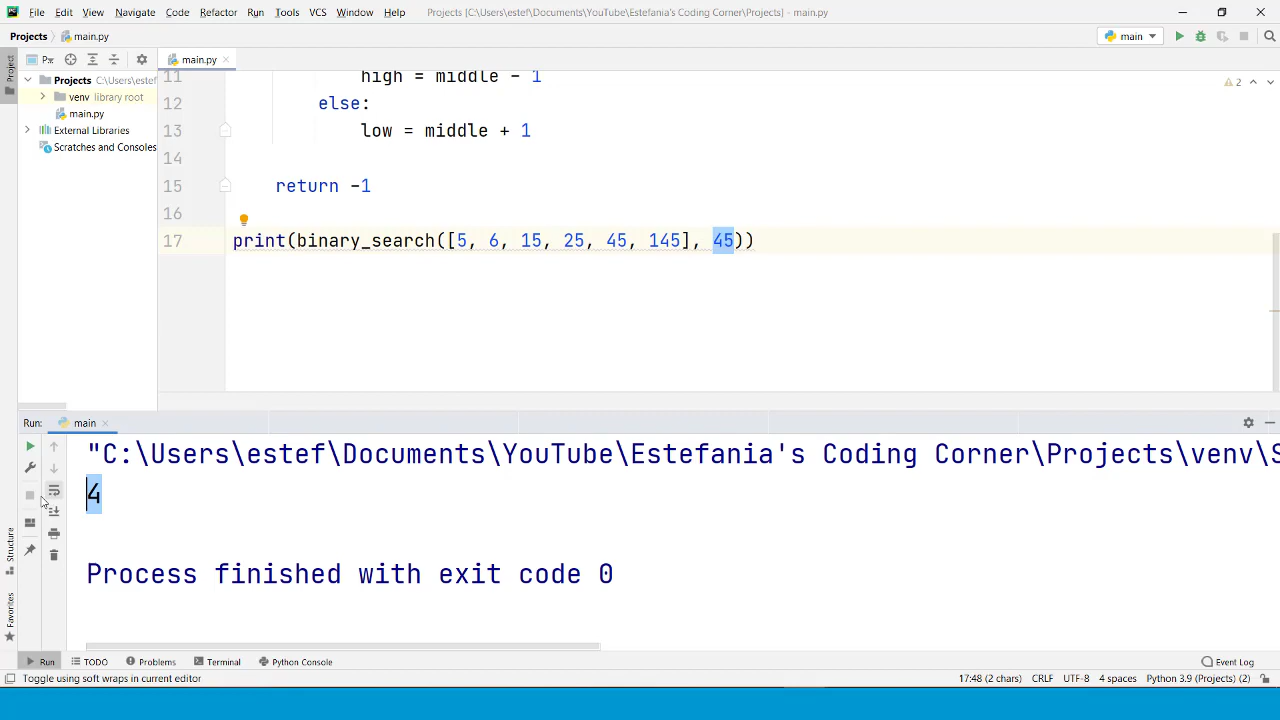 File Edit View Navigate Code Refactor Run Tools VCS Window Help Projects [C:\Users\estef\Documents\YouTube\Estefania's Coding Corner\Projects] - main.py
Projects main.py main
main.py
Projects C:\Users\estef
venv library root
main.py
External Libraries
Scratches and Consoles
Project
2
11 high = middle - 1
12 else:
13 low = middle + 1
14
15 return -1
16
17 print(binary_search([5, 6, 15, 25, 45, 145], 45))
Run: main
"C:\Users\estef\Documents\YouTube\Estefania's Coding Corner\Projects\venv\S
4
Process finished with exit code 0
Structure
Favorites
Run TODO Problems Terminal Python Console Event Log
Toggle using soft wraps in current editor 17:48 (2 chars) CRLF UTF-8 4 spaces Python 3.9 (Projects) (2)